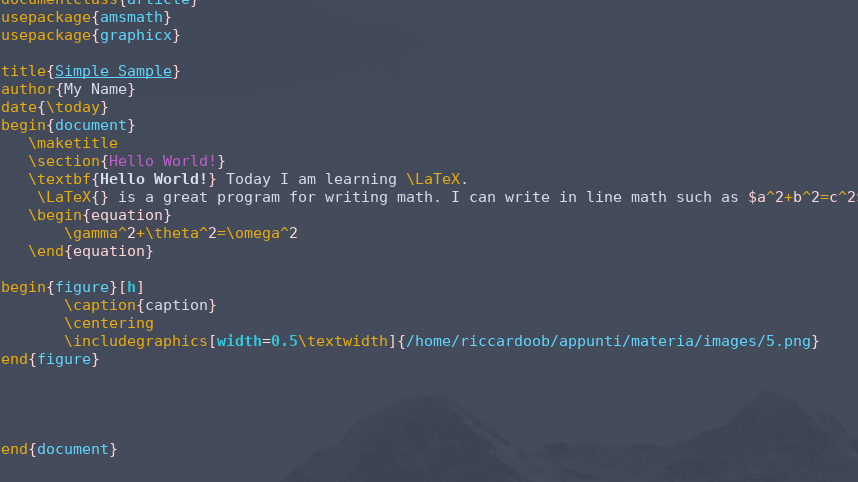 documentclass{article}
usepackage{amsmath}
usepackage{graphicx}
title{Simple Sample}
author{My Name}
date{\today}
begin{document}
\maketitle
\section{Hello World!}
\textbf{Hello World!} Today I am learning \LaTeX.
\LaTeX{} is a great program for writing math. I can write in line math such as $a^2+b^2=c^2$
\begin{equation}
\gamma^2+\theta^2=\omega^2
\end{equation}
begin{figure}[h]
\caption{caption}
\centering
\includegraphics[width=0.5\textwidth]{/home/riccardoob/appunti/materia/images/5.png}
end{figure}
end{document}